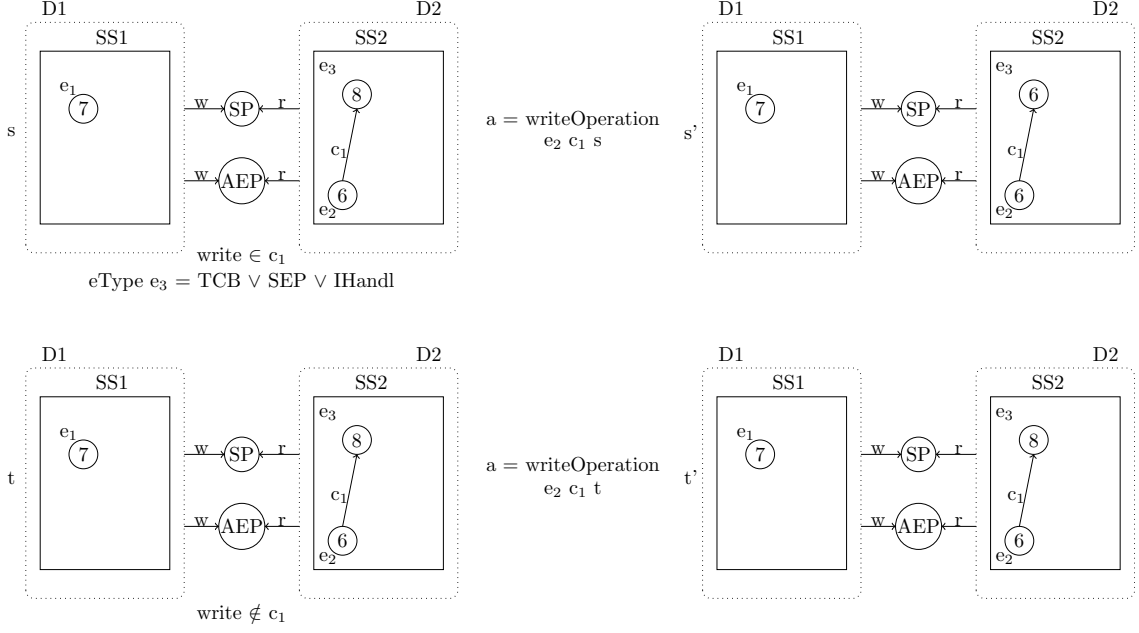 D1 D2 D1 D2
SS1 SS2 SS1 SS2
e3 e3
e1 8 e1 6
7 w SP r 7 w SP r
a = writeOperation
s e2 c1 s s'
c1 c1
w AEP r w AEP r
6 6
e2 e2
write ∈ c1
eType e3 = TCB ∨ SEP ∨ IHandl
D1 D2 D1 D2
SS1 SS2 SS1 SS2
e3 e3
e1 8 e1 8
7 w SP r 7 w SP r
a = writeOperation
t e2 c1 t t'
c1 c1
w AEP r w AEP r
6 6
e2 e2
write ∉ c1